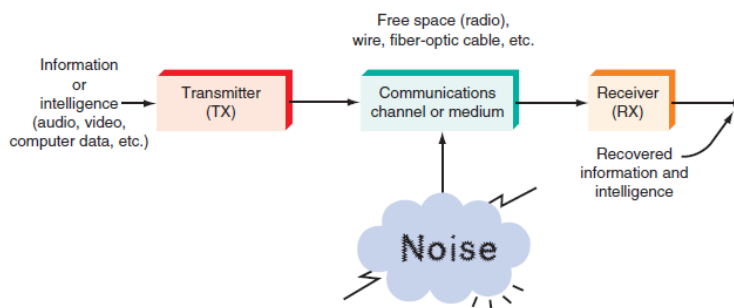 Free space (radio),
wire, fiber-optic cable, etc.
Information
or
intelligence
(audio, video,
computer data, etc.)
Transmitter
(TX)
Communications
channel or medium
Receiver
(RX)
Recovered
information and
intelligence
Noise